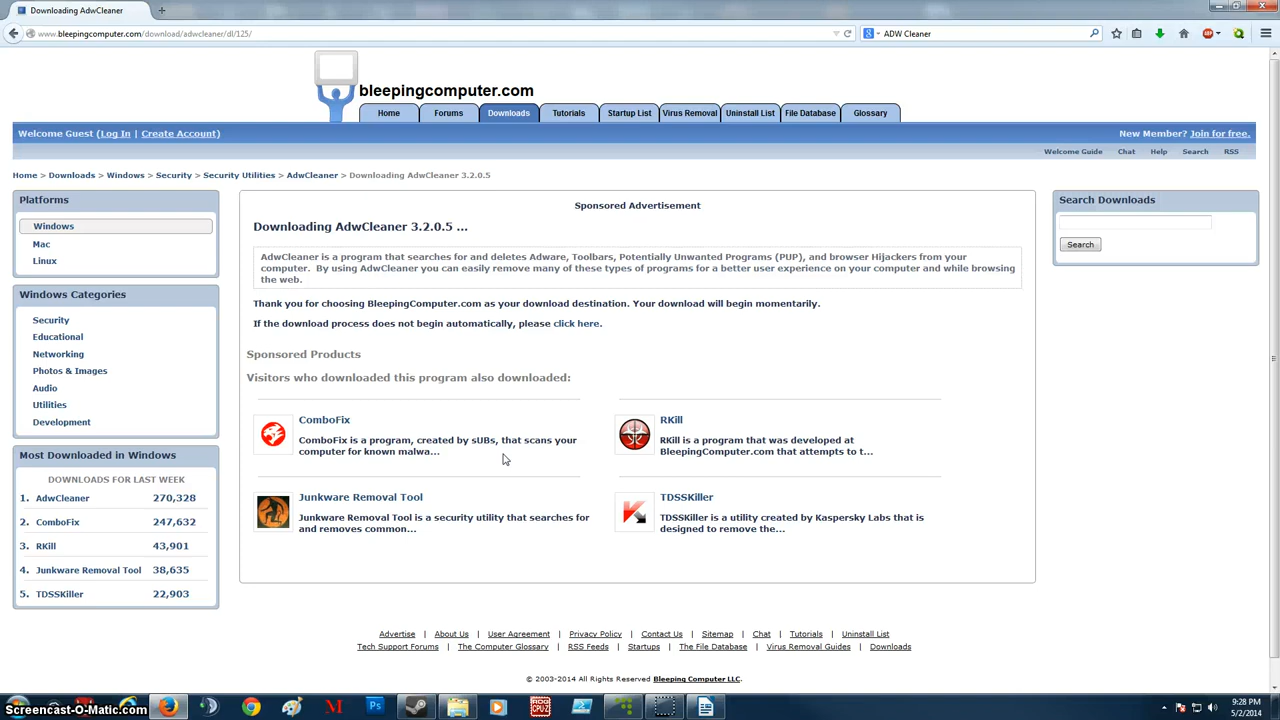 Downloading AdwCleaner
www.bleepingcomputer.com/download/adwcleaner/dl/125/
ADW Cleaner
bleepingcomputer.com
Home
Forums
Downloads
Tutorials
Startup List
Virus Removal
Uninstall List
File Database
Glossary
Welcome Guest (Log In | Create Account)
New Member? Join for free.
Welcome Guide
Chat
Help
Search
RSS
Home > Downloads > Windows > Security > Security Utilities > AdwCleaner > Downloading AdwCleaner 3.2.0.5
Platforms
Windows
Mac
Linux
Windows Categories
Security
Educational
Networking
Photos & Images
Audio
Utilities
Development
Most Downloaded in Windows
DOWNLOADS FOR LAST WEEK
1. AdwCleaner 270,328
2. ComboFix 247,632
3. RKill 43,901
4. Junkware Removal Tool 38,635
5. TDSSKiller 22,903
Sponsored Advertisement
Downloading AdwCleaner 3.2.0.5 ...
AdwCleaner is a program that searches for and deletes Adware, Toolbars, Potentially Unwanted Programs (PUP), and browser Hijackers from your
computer. By using AdwCleaner you can easily remove many of these types of programs for a better user experience on your computer and while browsing
the web.
Thank you for choosing BleepingComputer.com as your download destination. Your download will begin momentarily.
If the download process does not begin automatically, please click here.
Sponsored Products
Visitors who downloaded this program also downloaded:
ComboFix
ComboFix is a program, created by sUBs, that scans your
computer for known malwa...
RKill
RKill is a program that was developed at
BleepingComputer.com that attempts to t...
Junkware Removal Tool
Junkware Removal Tool is a security utility that searches for
and removes common...
TDSSKiller
TDSSKiller is a utility created by Kaspersky Labs that is
designed to remove the...
Search Downloads
Search
Advertise | About Us | User Agreement | Privacy Policy | Contact Us | Sitemap | Chat | Tutorials | Uninstall List
Tech Support Forums | The Computer Glossary | RSS Feeds | Startups | The File Database | Virus Removal Guides | Downloads
© 2003-2014 All Rights Reserved Bleeping Computer LLC.
Screencast-O-Matic.com
9:28 PM
5/2/2014